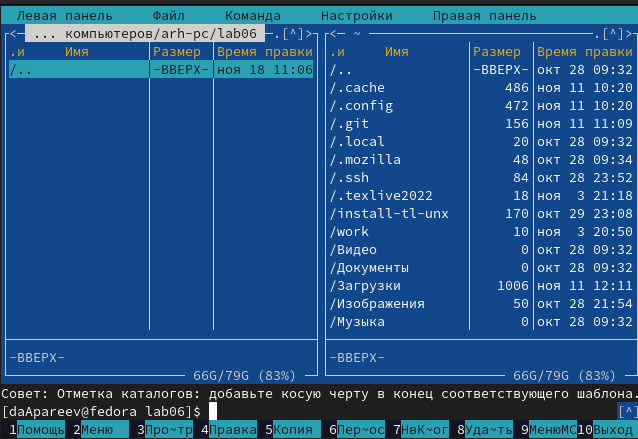 Левая панель Файл Команда Настройки Правая панель
<─ ... компьютеров/arh-pc/lab06 .[^]> <─ ~ .[^]>
.и Имя Размер Время правки .и Имя Размер Время правки
/.. -ВВЕРХ- ноя 18 11:06 /.. -ВВЕРХ- окт 28 09:32
/.cache 486 ноя 11 10:20
/.config 472 ноя 11 10:20
/.git 156 ноя 11 11:09
/.local 20 окт 28 09:32
/.mozilla 48 окт 28 09:34
/.ssh 84 окт 28 23:52
/.texlive2022 18 ноя 3 21:18
/install-tl-unx 170 окт 29 23:08
/work 10 ноя 3 20:50
/Видео 0 окт 28 09:32
/Документы 0 окт 28 09:32
/Загрузки 1006 ноя 11 12:11
/Изображения 50 окт 28 21:54
/Музыка 0 окт 28 09:32
-ВВЕРХ- -ВВЕРХ-
66G/79G (83%) 66G/79G (83%)
Совет: Отметка каталогов: добавьте косую черту в конец соответствующего шаблона.
[daApareev@fedora lab06]$ [^]
1Помощь 2Меню 3Про~тр 4Правка 5Копия 6Пер~ос 7НвК~ог 8Уда~ть 9МенюMC 10Выход